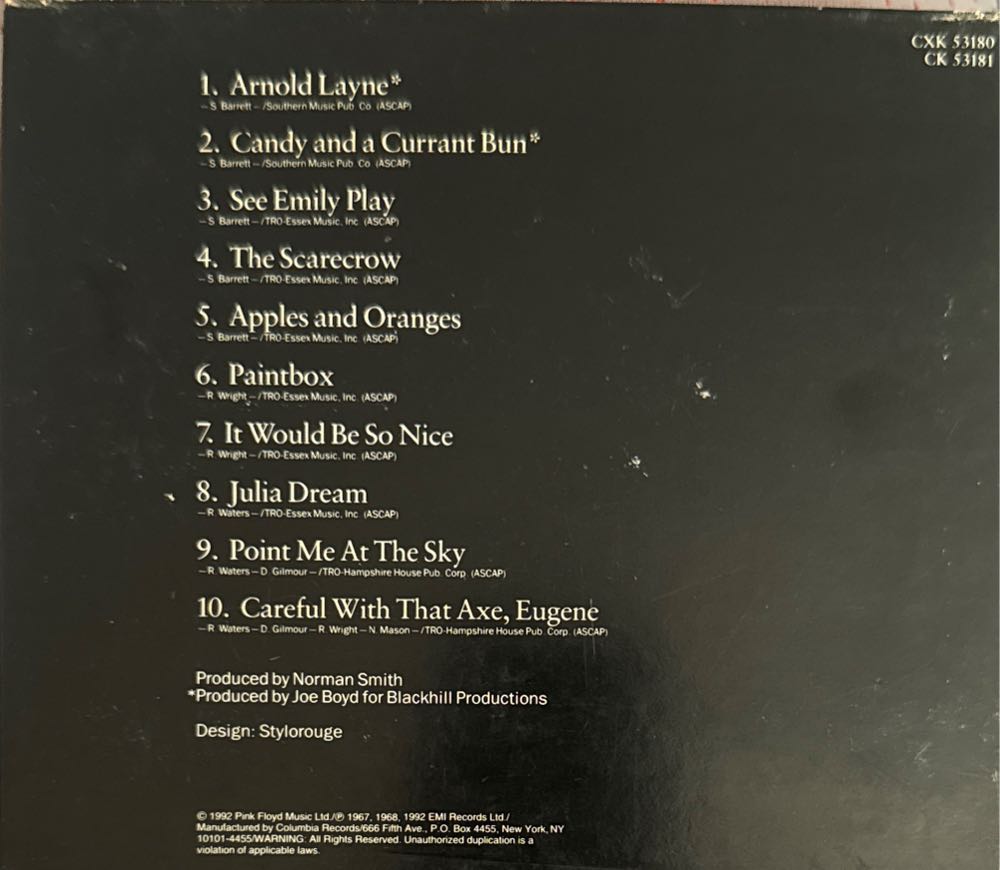 CXK 53180
CK 53181
1. Arnold Layne*
—S Barrett—/Southern Music Pub. Co. (ASCAP)
2. Candy and a Currant Bun*
—S Barrett—/Southern Music Pub. Co. (ASCAP)
3. See Emily Play
—S Barrett—/TRO-Essex Music, Inc. (ASCAP)
4. The Scarecrow
—S Barrett—/TRO-Essex Music, Inc. (ASCAP)
5. Apples and Oranges
—S Barrett—/TRO-Essex Music, Inc. (ASCAP)
6. Paintbox
—R Wright—/TRO-Essex Music, Inc. (ASCAP)
7. It Would Be So Nice
—R Wright—/TRO-Essex Music, Inc. (ASCAP)
8. Julia Dream
—R Waters—/TRO-Essex Music, Inc. (ASCAP)
9. Point Me At The Sky
—R Waters—D. Gilmour—/TRO-Hampshire House Pub. Corp. (ASCAP)
10. Careful With That Axe, Eugene
—R Waters—D. Gilmour—R. Wright—N. Mason—/TRO-Hampshire House Pub. Corp. (ASCAP)
Produced by Norman Smith
*Produced by Joe Boyd for Blackhill Productions
Design: Stylorouge
© 1992 Pink Floyd Music Ltd./℗ 1967, 1968, 1992 EMI Records Ltd./
Manufactured by Columbia Records/666 Fifth Ave., P.O. Box 4455, New York, NY
10101-4455/WARNING: All Rights Reserved. Unauthorized duplication is a
violation of applicable laws.